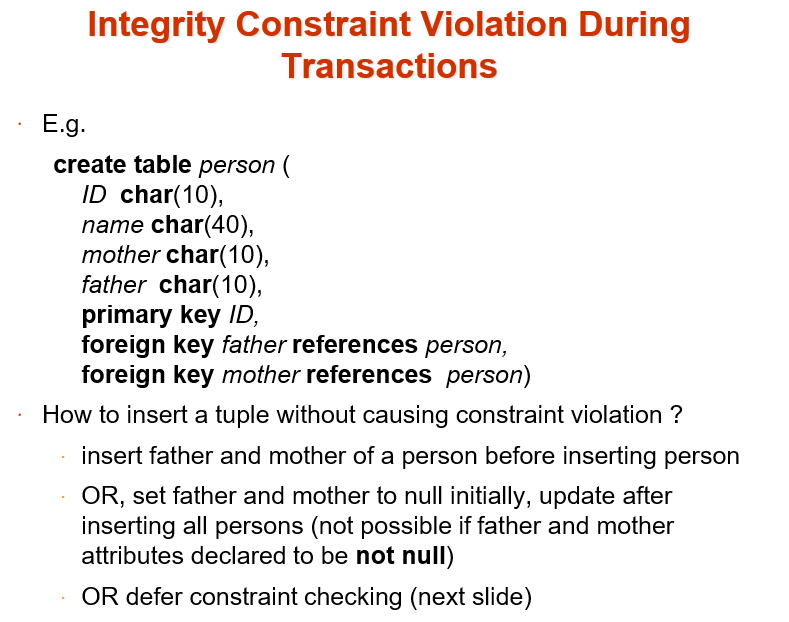 Integrity Constraint Violation During
Transactions
· E.g.
create table person (
ID char(10),
name char(40),
mother char(10),
father char(10),
primary key ID,
foreign key father references person,
foreign key mother references person)
· How to insert a tuple without causing constraint violation ?
· insert father and mother of a person before inserting person
· OR, set father and mother to null initially, update after
inserting all persons (not possible if father and mother
attributes declared to be not null)
· OR defer constraint checking (next slide)